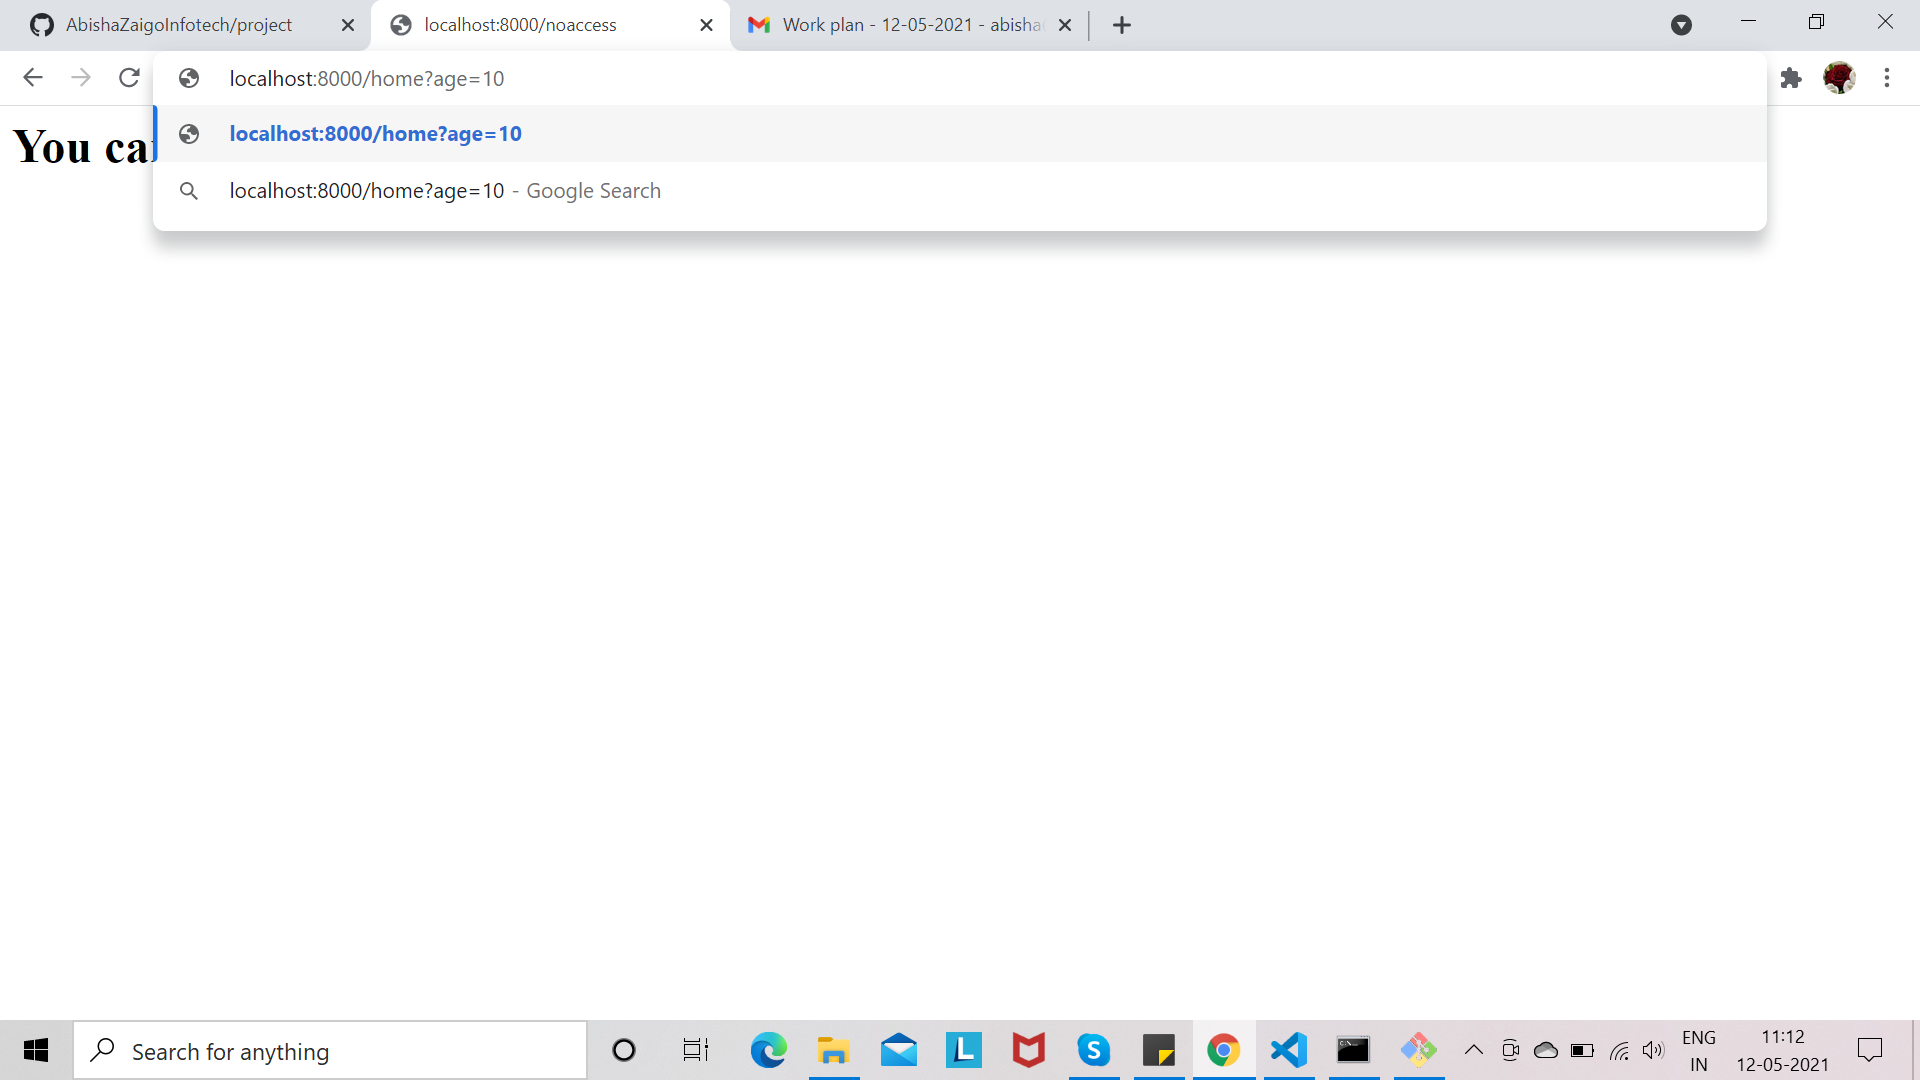 AbishaZaigoInfotech/project
localhost:8000/noaccess
Work plan - 12-05-2021 - abisha
localhost:8000/home?age=10
localhost:8000/home?age=10
You
localhost:8000/home?age=10 - Google Search
Search for anything
L
S
ENG
IN
11:12
12-05-2021